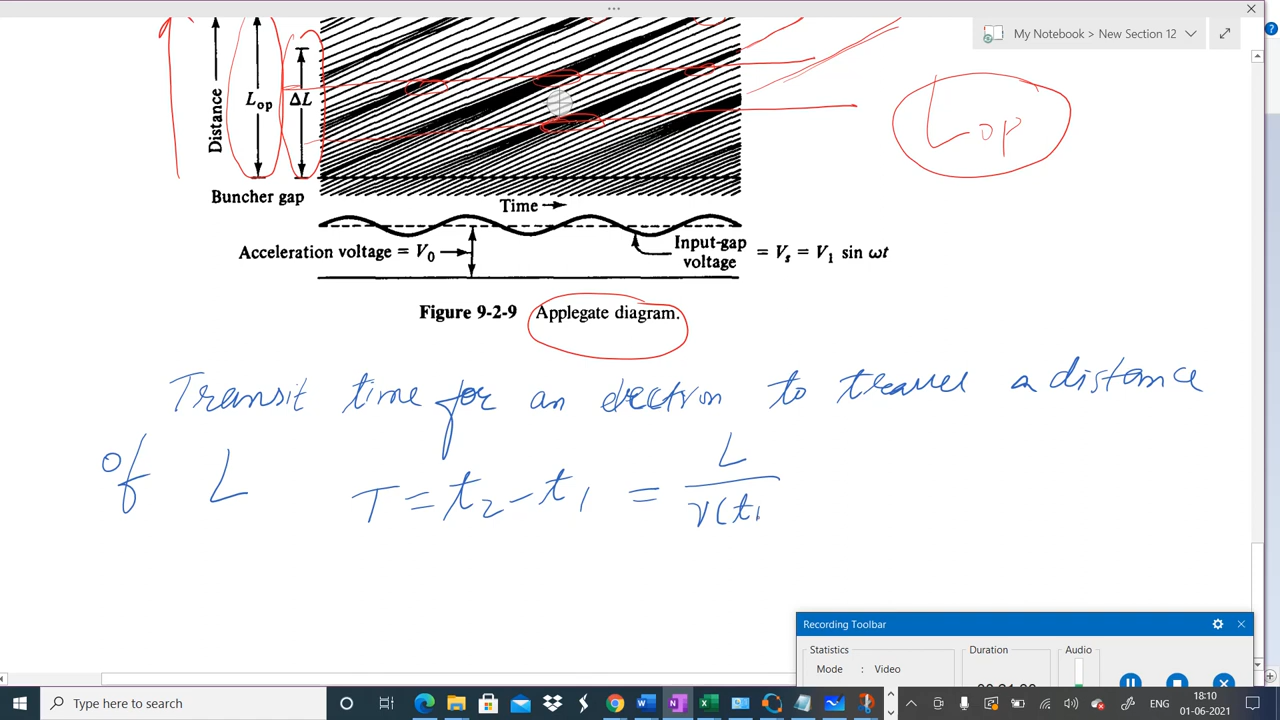 My Notebook > New Section 12
Distance
Lop
ΔL
Lop
Buncher gap
Time
Acceleration voltage = V0
Input-gap voltage = Vs = V1 sin ωt
Figure 9-2-9 Applegate diagram.
Transit time for an electron to travel a distance
of L T = t2 - t1 = L / v(t1
Recording Toolbar
Statistics
Duration
Audio
Mode : Video
Type here to search
ENG
18:10
01-06-2021